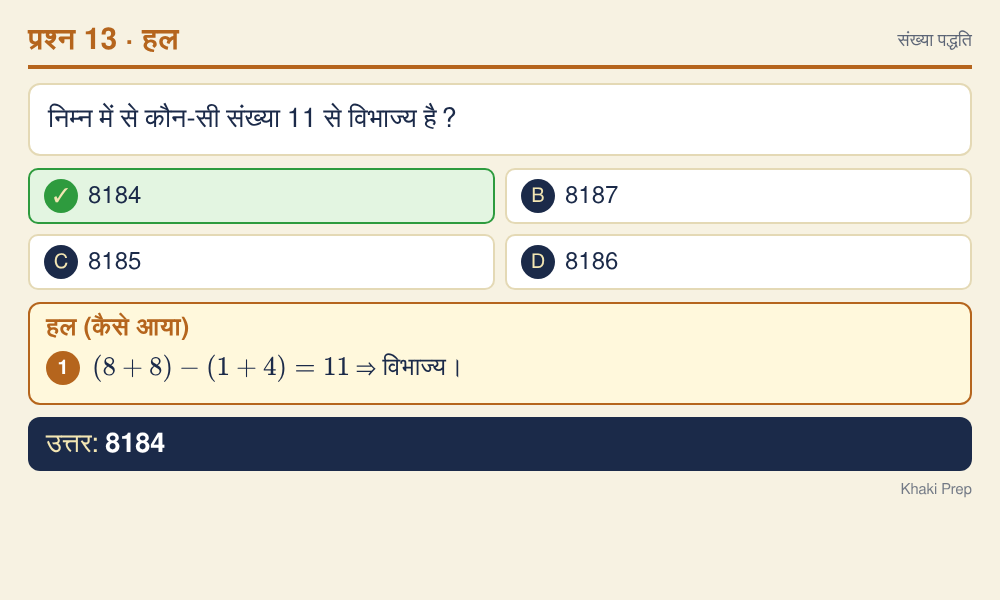 प्रश्न 13 · हल
संख्या पद्धति
निम्न में से कौन-सी संख्या 11 से विभाज्य है ?
✓ 8184
B 8187
C 8185
D 8186
हल (कैसे आया)
1 (8 + 8) − (1 + 4) = 11 ⇒ विभाज्य।
उत्तर: 8184
Khaki Prep